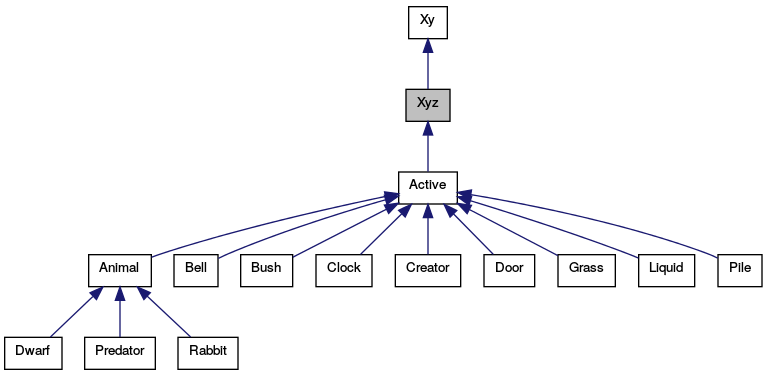 Xy
Xyz
Active
Animal
Bell
Bush
Clock
Creator
Door
Grass
Liquid
Pile
Dwarf
Predator
Rabbit